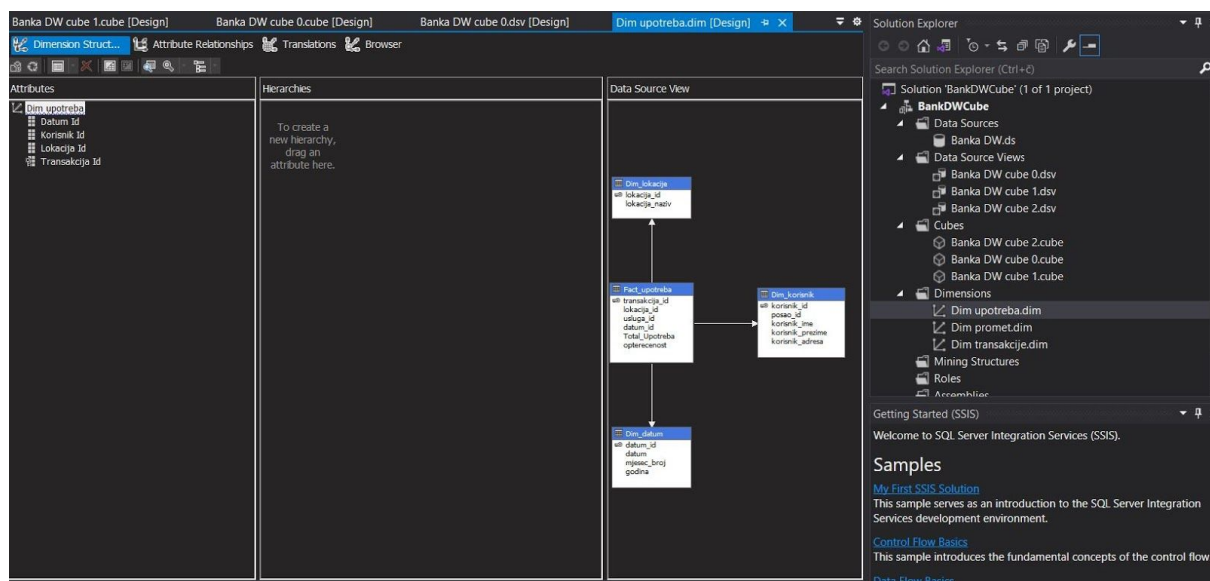 Banka DW cube 1.cube [Design] Banka DW cube 0.cube [Design] Banka DW cube 0.dsv [Design] Dim upotreba.dim [Design]
Dimension Struct... Attribute Relationships Translations Browser
Attributes
Dim upotreba
Datum Id
Korisnik Id
Lokacija Id
Transakcija Id
Hierarchies
To create a
new hierarchy,
drag an
attribute here.
Data Source View
Dim_lokacija
lokacija_id
lokacija_naziv
Fact_upotreba
transakcija_id
lokacija_id
usluga_id
datum_id
Total_Upotreba
opterecenost
Dim_korisnik
korisnik_id
posao_id
korisnik_ime
korisnik_prezime
korisnik_adresa
Dim_datum
datum_id
datum
mjesec_broj
godina
Solution Explorer
Search Solution Explorer (Ctrl+č)
Solution 'BankDWCube' (1 of 1 project)
BankDWCube
Data Sources
Banka DW.ds
Data Source Views
Banka DW cube 0.dsv
Banka DW cube 1.dsv
Banka DW cube 2.dsv
Cubes
Banka DW cube 2.cube
Banka DW cube 0.cube
Banka DW cube 1.cube
Dimensions
Dim upotreba.dim
Dim promet.dim
Dim transakcije.dim
Mining Structures
Roles
Assemblies
Getting Started (SSIS)
Welcome to SQL Server Integration Services (SSIS).
Samples
My First SSIS Solution
This sample serves as an introduction to the SQL Server Integration
Services development environment.
Control Flow Basics
This sample introduces the fundamental concepts of the control flow
Data Flow Basics